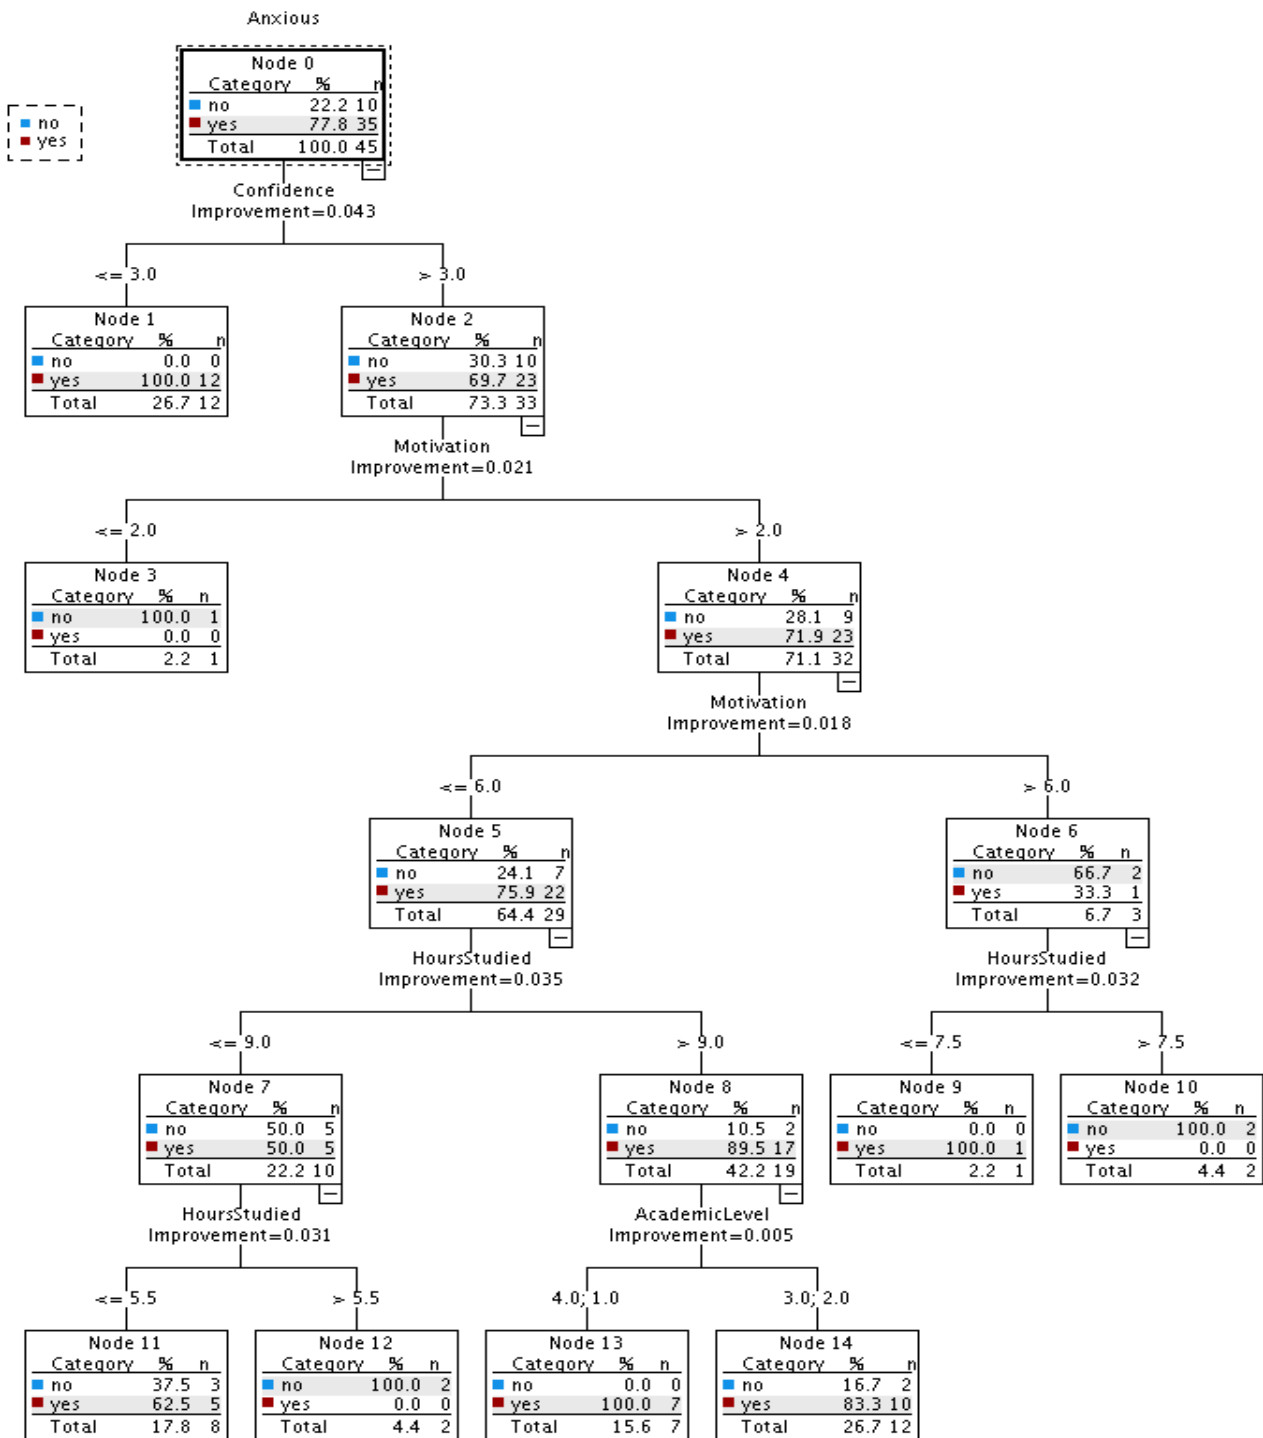 Anxious
no
yes
Node 0
Category % n
no 22.2 10
yes 77.8 35
Total 100.0 45
Confidence
Improvement=0.043
<= 3.0
> 3.0
Node 1
Category % n
no 0.0 0
yes 100.0 12
Total 26.7 12
Node 2
Category % n
no 30.3 10
yes 69.7 23
Total 73.3 33
Motivation
Improvement=0.021
<= 2.0
> 2.0
Node 3
Category % n
no 100.0 1
yes 0.0 0
Total 2.2 1
Node 4
Category % n
no 28.1 9
yes 71.9 23
Total 71.1 32
Motivation
Improvement=0.018
<= 6.0
> 6.0
Node 5
Category % n
no 24.1 7
yes 75.9 22
Total 64.4 29
Node 6
Category % n
no 66.7 2
yes 33.3 1
Total 6.7 3
HoursStudied
Improvement=0.035
HoursStudied
Improvement=0.032
<= 9.0
> 9.0
<= 7.5
> 7.5
Node 7
Category % n
no 50.0 5
yes 50.0 5
Total 22.2 10
Node 8
Category % n
no 10.5 2
yes 89.5 17
Total 42.2 19
Node 9
Category % n
no 0.0 0
yes 100.0 1
Total 2.2 1
Node 10
Category % n
no 100.0 2
yes 0.0 0
Total 4.4 2
HoursStudied
Improvement=0.031
AcademicLevel
Improvement=0.005
<= 5.5
> 5.5
4.0; 1.0
3.0; 2.0
Node 11
Category % n
no 37.5 3
yes 62.5 5
Total 17.8 8
Node 12
Category % n
no 100.0 2
yes 0.0 0
Total 4.4 2
Node 13
Category % n
no 0.0 0
yes 100.0 7
Total 15.6 7
Node 14
Category % n
no 16.7 2
yes 83.3 10
Total 26.7 12